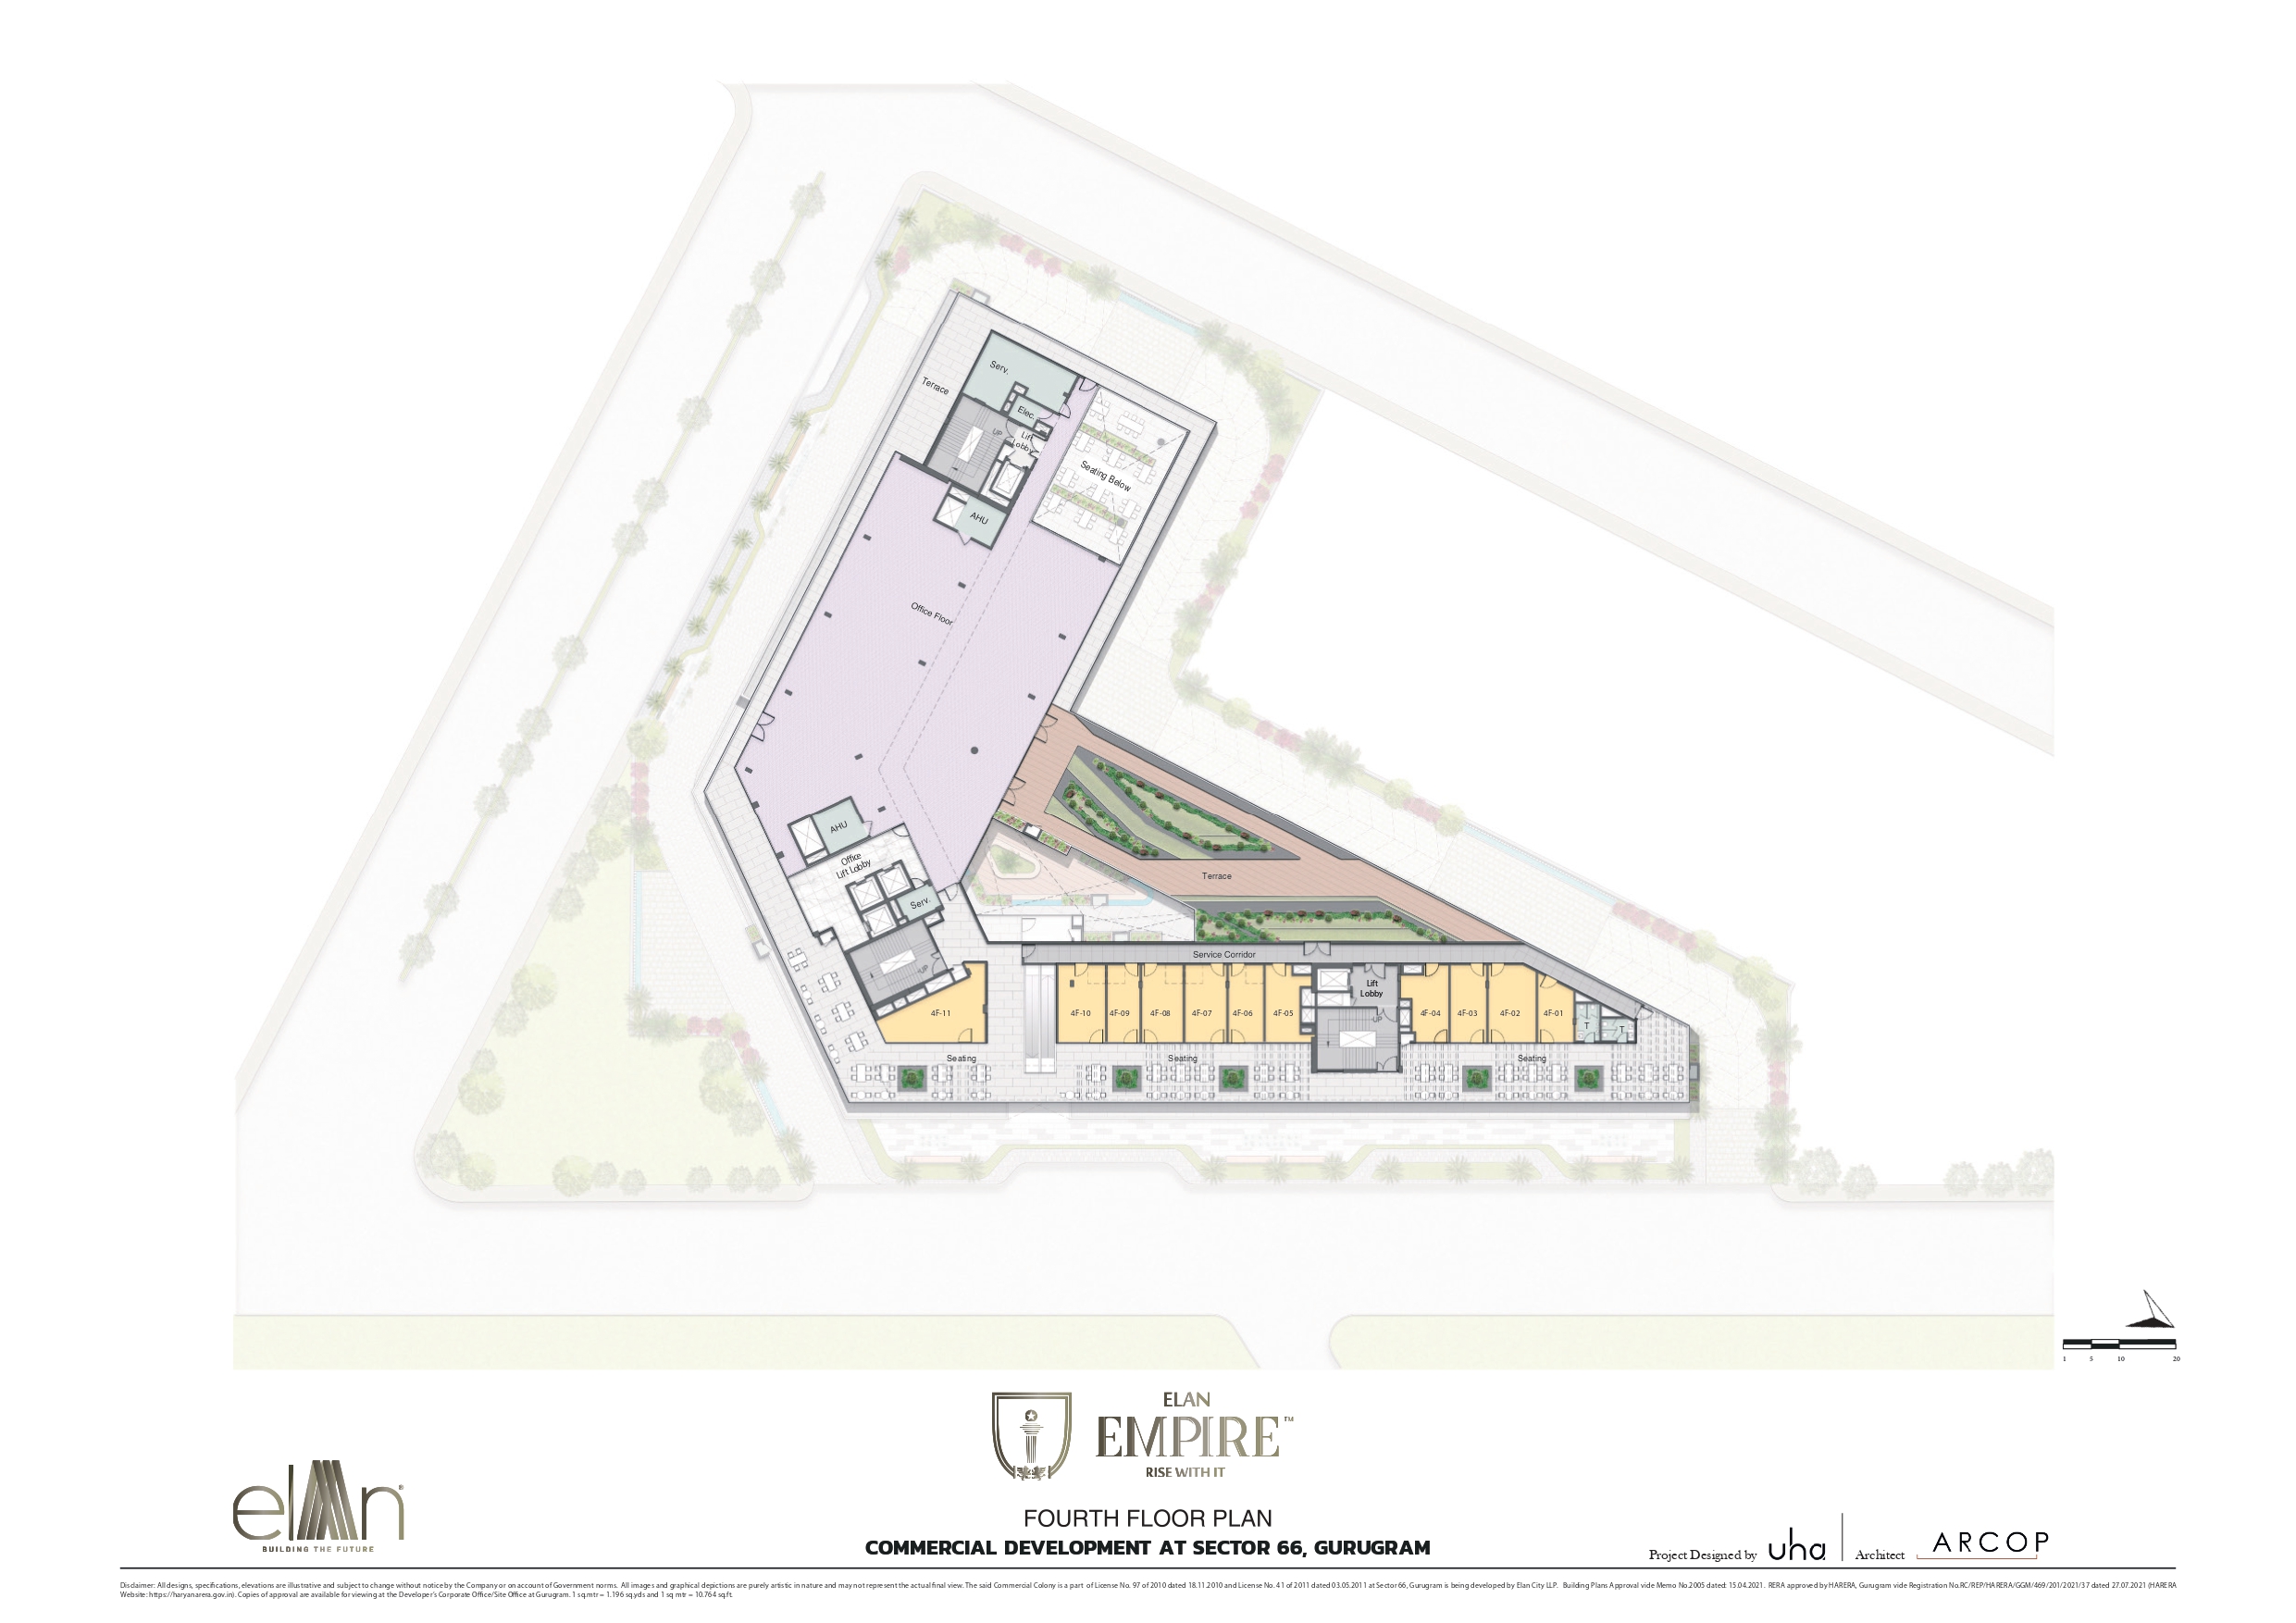 Serv.
Terrace
Elec.
UP
Lift
Lobby
Seating Below
AHU
Office Floor
AHU
Office
Lift Lobby
Serv.
UP
Terrace
Service Corridor
Lift
Lobby
UP
4F-11
4F-10
4F-09
4F-08
4F-07
4F-06
4F-05
4F-04
4F-03
4F-02
4F-01
T
T
Seating
Seating
Seating
1 5 10 20
ELAN
EMPIRE™
RISE WITH IT
elan
BUILDING THE FUTURE
FOURTH FLOOR PLAN
COMMERCIAL DEVELOPMENT AT SECTOR 66, GURUGRAM
Project Designed by uha Architect ARCOP
Disclaimer: All designs, specifications, elevations are illustrative and subject to change without notice by the Company or on account of Government norms. All images and graphical depictions are purely artistic in nature and may not represent the actual final view. The said Commercial Colony is a part of License No. 97 of 2010 dated 18.11.2010 and License No. 41 of 2011 dated 03.05.2011 at Sector 66, Gurugram is being developed by Elan City LLP. Building Plans Approval vide Memo No.2005 dated: 15.04.2021. RERA approved by HARERA, Gurugram vide Registration No.RC/REP/HARERA/GGM/469/201/2021/37 dated 27.07.2021 (HARERA
Website: https://haryanarera.gov.in). Copies of approval are available for viewing at the Developer's Corporate Office/Site Office at Gurugram. 1 sq.mtr = 1.196 sq.yds and 1 sq mtr = 10.764 sq.ft.